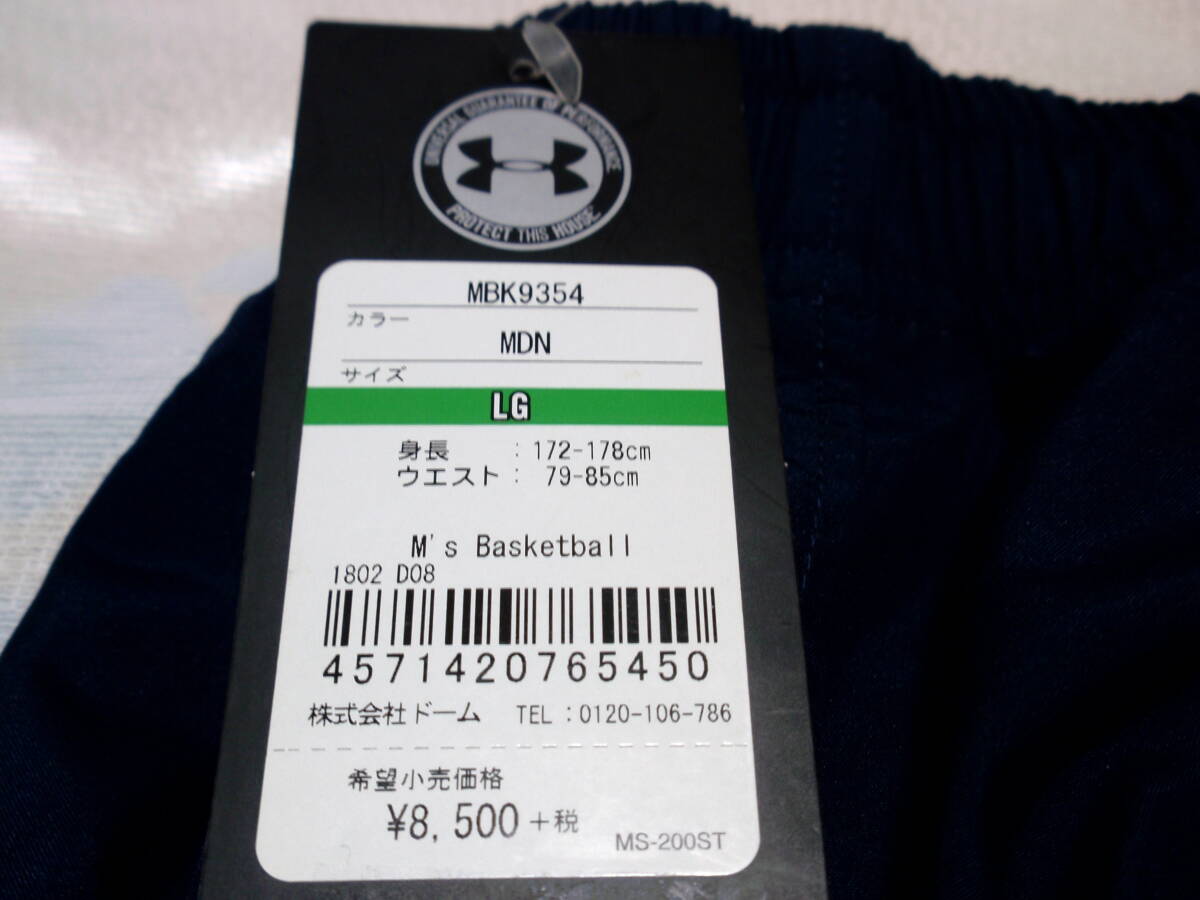 UNIVERSAL GUARANTEE OF PERFORMANCE
PROTECT THIS HOUSE
MBK9354
カラー
MDN
サイズ
LG
身長 : 172-178cm
ウエスト : 79-85cm
M's Basketball
1802 D08
4571420765450
株式会社ドーム TEL : 0120-106-786
希望小売価格
¥8,500+税
MS-200ST